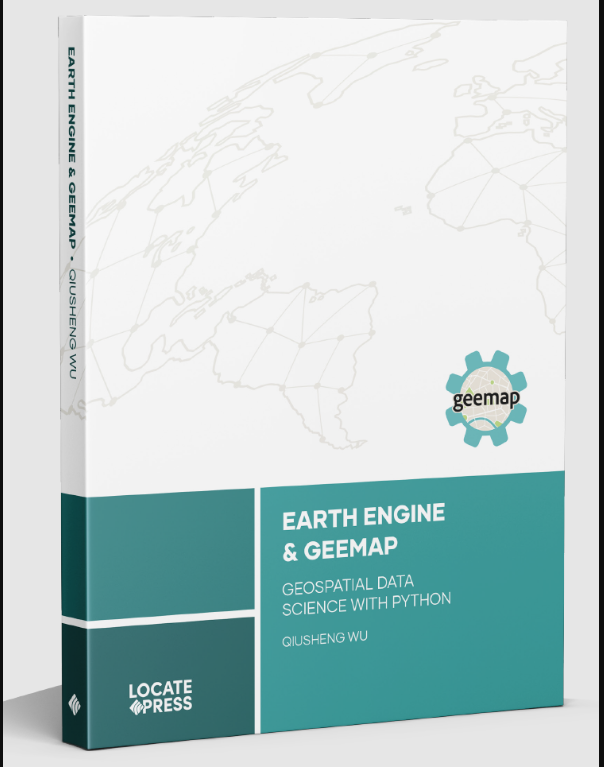 EARTH ENGINE & GEEMAP • QIUSHENG WU
geemap
EARTH ENGINE
& GEEMAP
GEOSPATIAL DATA
SCIENCE WITH PYTHON
QIUSHENG WU
LOCATE
PRESS